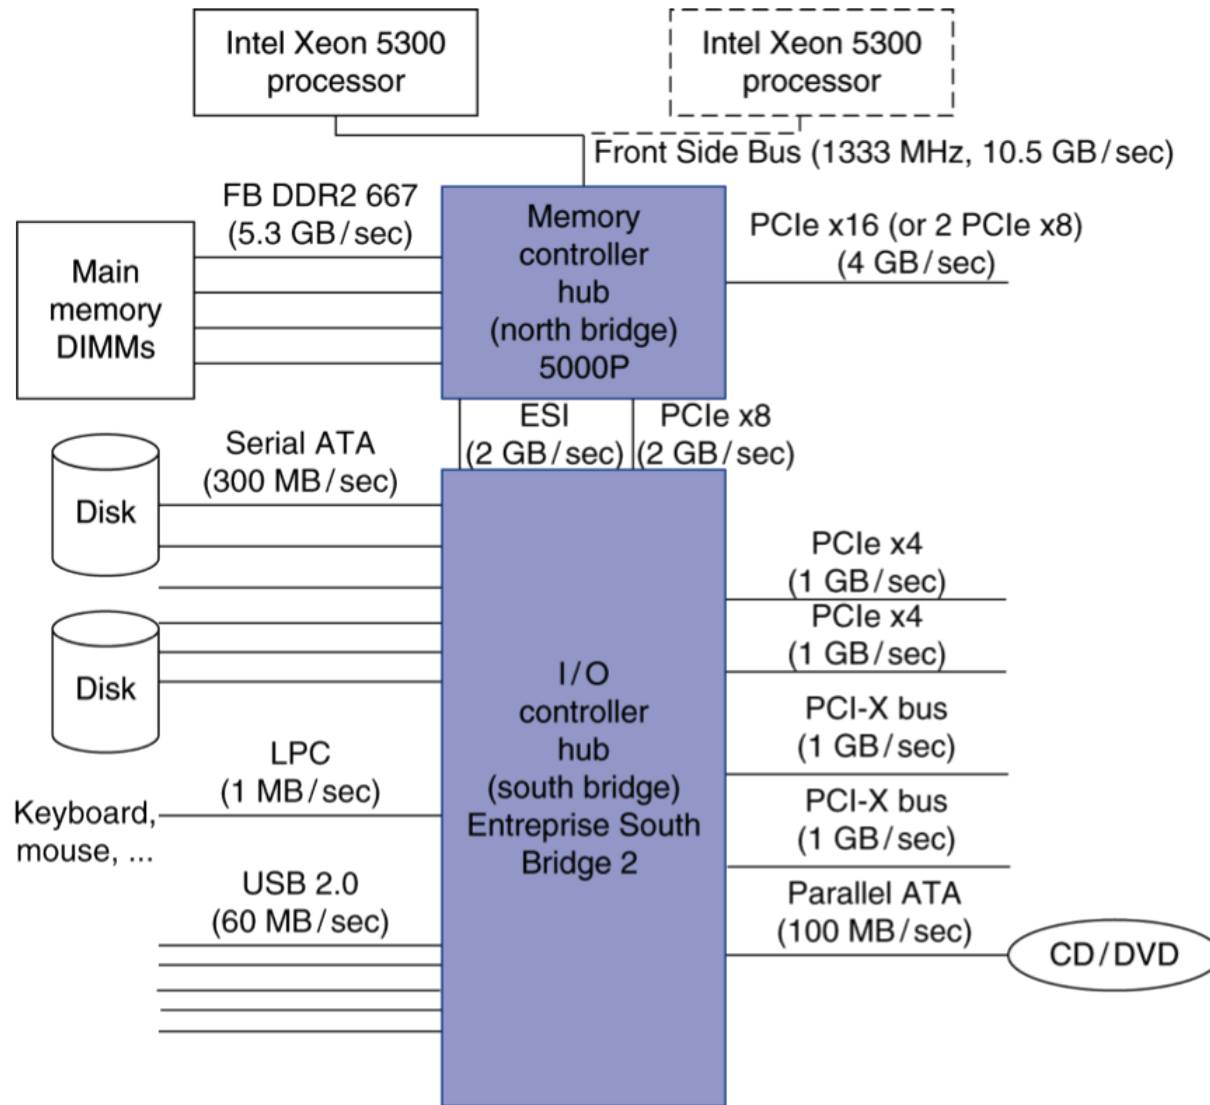 Intel Xeon 5300
processor
Intel Xeon 5300
processor
Front Side Bus (1333 MHz, 10.5 GB/sec)
FB DDR2 667
(5.3 GB/sec)
Main
memory
DIMMs
Memory
controller
hub
(north bridge)
5000P
PCIe x16 (or 2 PCIe x8)
(4 GB/sec)
ESI
(2 GB/sec)
PCIe x8
(2 GB/sec)
Serial ATA
(300 MB/sec)
Disk
Disk
LPC
(1 MB/sec)
Keyboard,
mouse, ...
USB 2.0
(60 MB/sec)
I/O
controller
hub
(south bridge)
Entreprise South
Bridge 2
PCIe x4
(1 GB/sec)
PCIe x4
(1 GB/sec)
PCI-X bus
(1 GB/sec)
PCI-X bus
(1 GB/sec)
Parallel ATA
(100 MB/sec)
CD/DVD